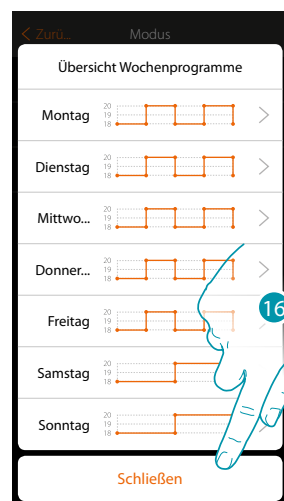 < Zurü... Modus
Übersicht Wochenprogramme
Montag 20 19 18
Dienstag 20 19 18
Mittwo... 20 19 18
Donner... 20 19 18
Freitag 20 19 18
Samstag 20 19 18
Sonntag 20 19 18
16
Schließen